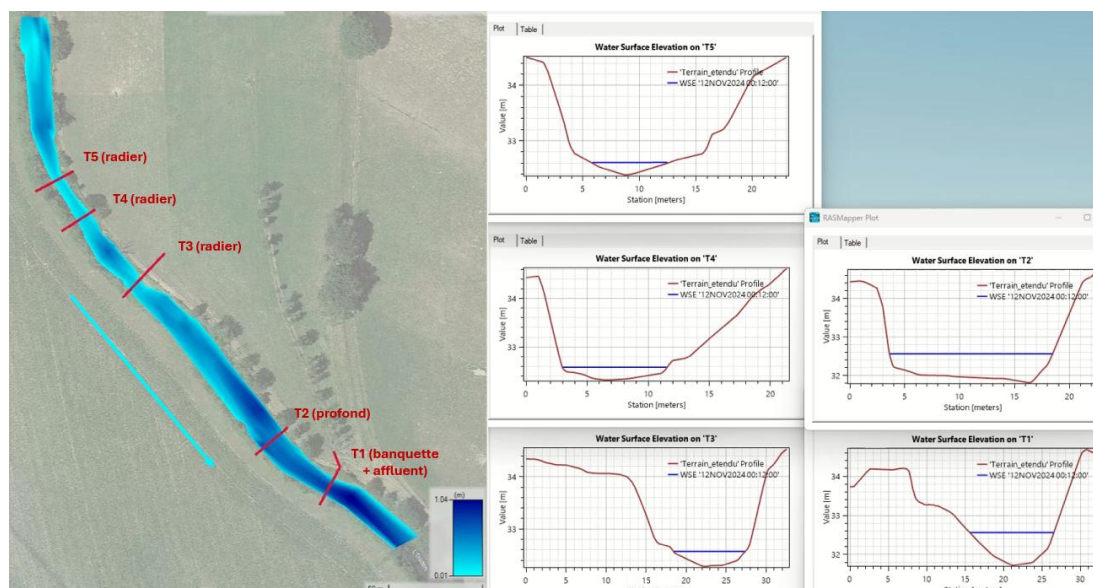 T5 (radier)
T4 (radier)
T3 (radier)
T2 (profond)
T1 (banquette
+ affluent)
(m)
1.04
0.01
Plot Table
Water Surface Elevation on 'T5'
'Terrain_etendu' Profile
WSE '12NOV2024 00:12:00'
Value [m]
34
33
0 5 10 15 20
Station [meters]
Plot Table
Water Surface Elevation on 'T4'
'Terrain_etendu' Profile
WSE '12NOV2024 00:12:00'
Value [m]
34
33
0 5 10 15 20
Station [meters]
Water Surface Elevation on 'T3'
'Terrain_etendu' Profile
WSE '12NOV2024 00:12:00'
Value [m]
34
33
0 5 10 15 20 25 30
Station [meters]
RASMapper Plot
Plot Table
Water Surface Elevation on 'T2'
'Terrain_etendu' Profile
WSE '12NOV2024 00:12:00'
Value [m]
34
33
32
0 5 10 15 20
Station [meters]
Water Surface Elevation on 'T1'
'Terrain_etendu' Profile
WSE '12NOV2024 00:12:00'
Value [m]
34
33
32
0 5 10 15 20 25 30
Station [meters]